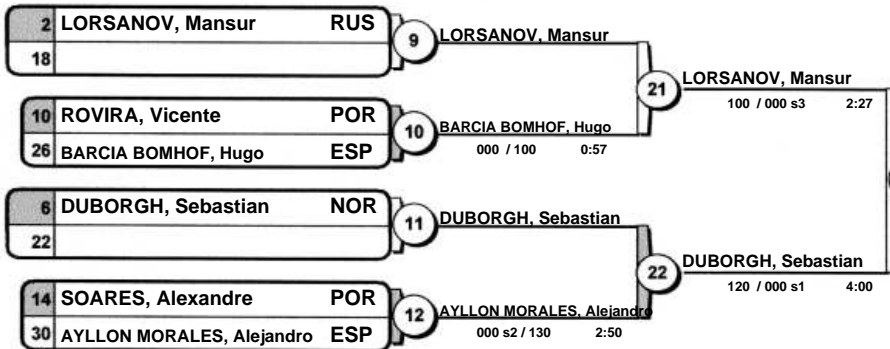 2 LORSANOV, Mansur RUS
18
9
LORSANOV, Mansur
10 ROVIRA, Vicente POR
26 BARCIA BOMHOF, Hugo ESP
10
BARCIA BOMHOF, Hugo
000 / 100 0:57
21
LORSANOV, Mansur
100 / 000 s3 2:27
6 DUBORGH, Sebastian NOR
22
11
DUBORGH, Sebastian
14 SOARES, Alexandre POR
30 AYLLON MORALES, Alejandro ESP
12
AYLLON MORALES, Alejandro
000 s2 / 130 2:50
22
DUBORGH, Sebastian
120 / 000 s1 4:00